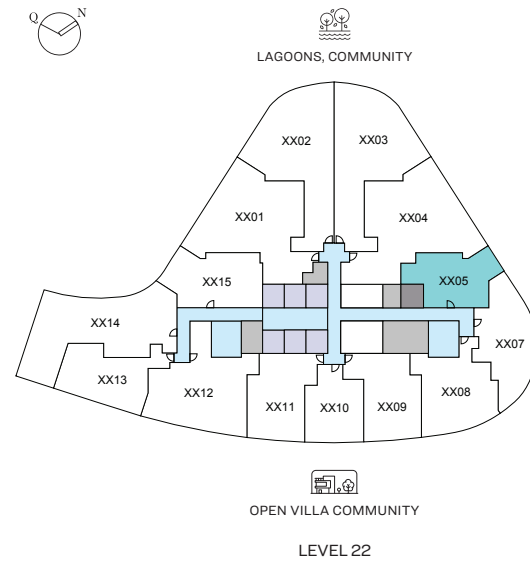 Q N
LAGOONS, COMMUNITY
XX02 XX03
XX01 XX04
XX15 XX05
XX14 XX07
XX13 XX12 XX11 XX10 XX09 XX08
OPEN VILLA COMMUNITY
LEVEL 22